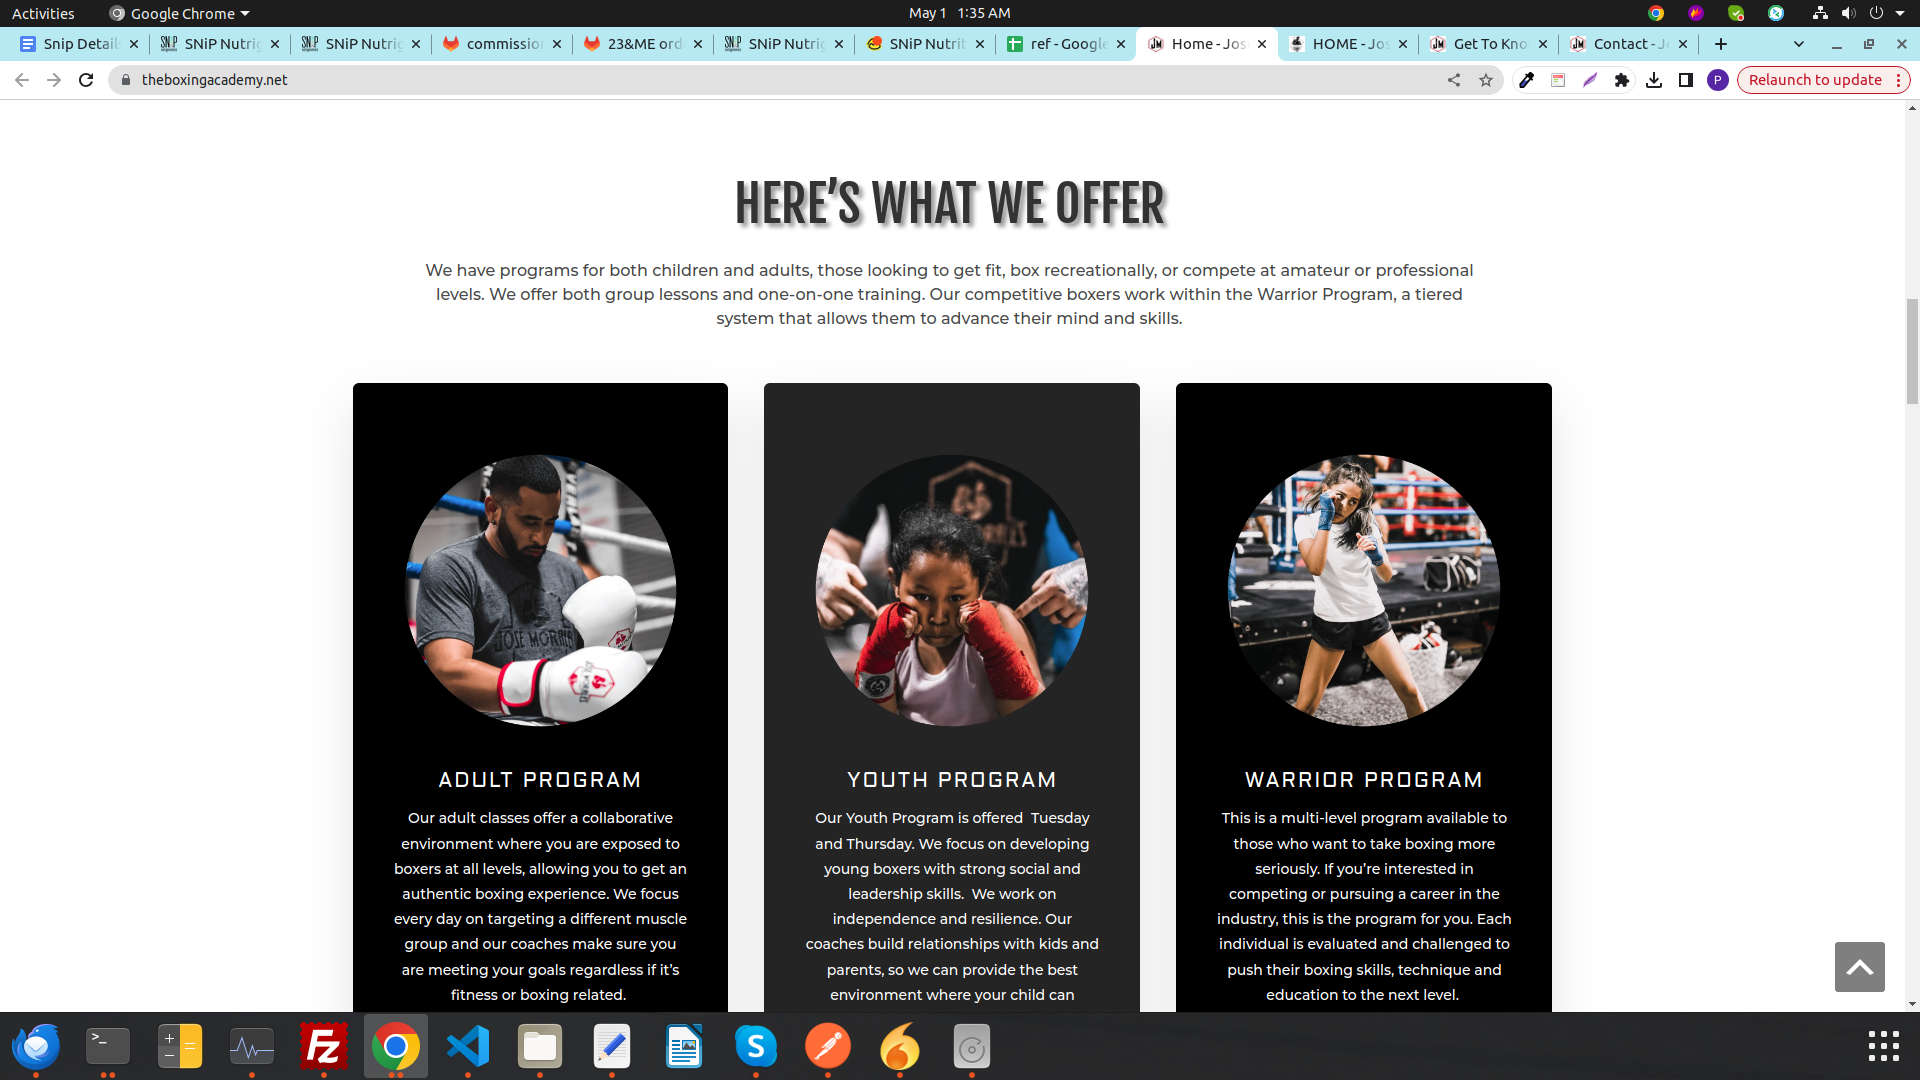 Activities
Google Chrome
May 1 1:35 AM
Snip Detail
SNiP Nutrig
SNiP Nutrig
commission
23&ME ord
SNiP Nutrig
SNiP Nutrit
ref - Google
Home - Jos
HOME - Jos
Get To Kno
Contact - Jo
theboxingacademy.net
P
Relaunch to update
HERE'S WHAT WE OFFER
We have programs for both children and adults, those looking to get fit, box recreationally, or compete at amateur or professional
levels. We offer both group lessons and one-on-one training. Our competitive boxers work within the Warrior Program, a tiered
system that allows them to advance their mind and skills.
JOSE MORALES
ADULT PROGRAM
Our adult classes offer a collaborative
environment where you are exposed to
boxers at all levels, allowing you to get an
authentic boxing experience. We focus
every day on targeting a different muscle
group and our coaches make sure you
are meeting your goals regardless if it's
fitness or boxing related.
YOUTH PROGRAM
Our Youth Program is offered  Tuesday
and Thursday. We focus on developing
young boxers with strong social and
leadership skills.  We work on
independence and resilience. Our
coaches build relationships with kids and
parents, so we can provide the best
environment where your child can
WARRIOR PROGRAM
This is a multi-level program available to
those who want to take boxing more
seriously. If you're interested in
competing or pursuing a career in the
industry, this is the program for you. Each
individual is evaluated and challenged to
push their boxing skills, technique and
education to the next level.